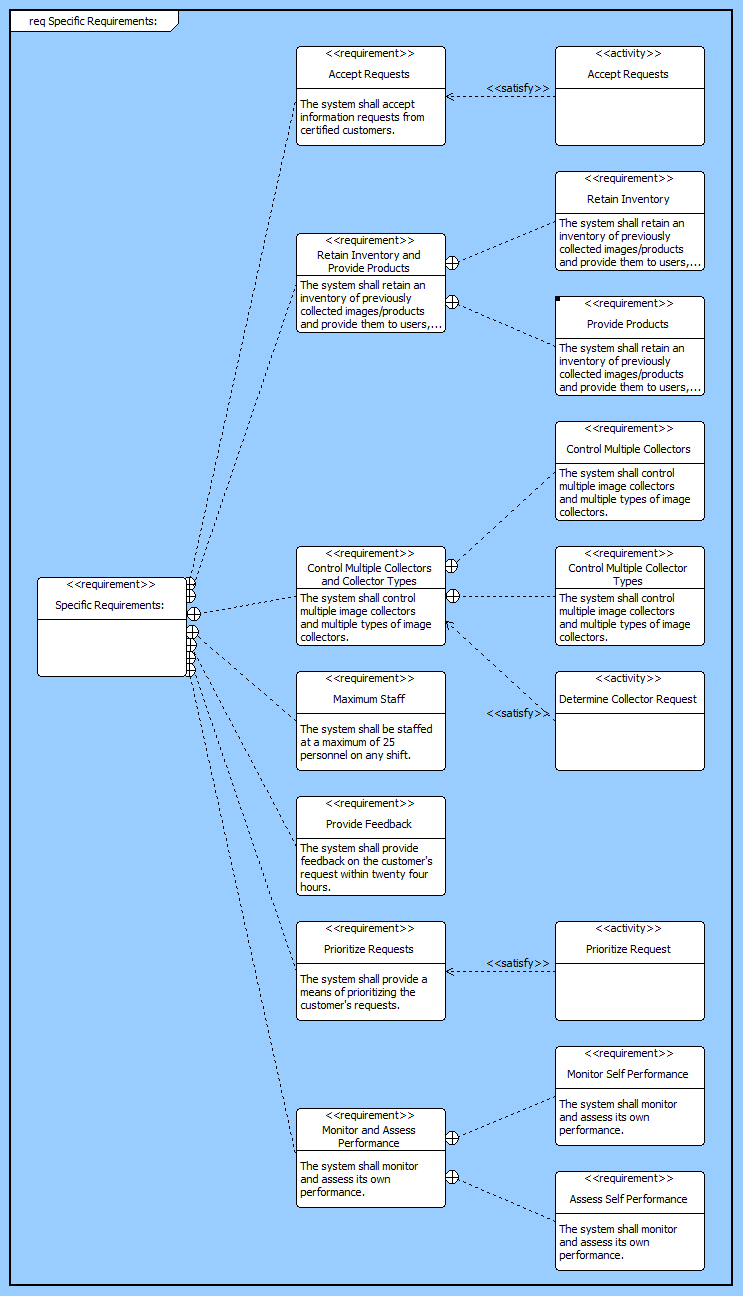 req Specific Requirements:
<<requirement>>
Accept Requests
The system shall accept
information requests from
certified customers.
<<satisfy>>
<<activity>>
Accept Requests
<<requirement>>
Retain Inventory
The system shall retain an
inventory of previously
collected images/products
and provide them to users,...
<<requirement>>
Retain Inventory and
Provide Products
The system shall retain an
inventory of previously
collected images/products
and provide them to users,...
<<requirement>>
Provide Products
The system shall retain an
inventory of previously
collected images/products
and provide them to users,...
<<requirement>>
Control Multiple Collectors
The system shall control
multiple image collectors
and multiple types of image
collectors.
<<requirement>>
Specific Requirements:
<<requirement>>
Control Multiple Collectors
and Collector Types
The system shall control
multiple image collectors
and multiple types of image
collectors.
<<requirement>>
Control Multiple Collector
Types
The system shall control
multiple image collectors
and multiple types of image
collectors.
<<requirement>>
Maximum Staff
The system shall be staffed
at a maximum of 25
personnel on any shift.
<<satisfy>>
<<activity>>
Determine Collector Request
<<requirement>>
Provide Feedback
The system shall provide
feedback on the customer's
request within twenty four
hours.
<<requirement>>
Prioritize Requests
The system shall provide a
means of prioritizing the
customer's requests.
<<satisfy>>
<<activity>>
Prioritize Request
<<requirement>>
Monitor Self Performance
The system shall monitor
and assess its own
performance.
<<requirement>>
Monitor and Assess
Performance
The system shall monitor
and assess its own
performance.
<<requirement>>
Assess Self Performance
The system shall monitor
and assess its own
performance.